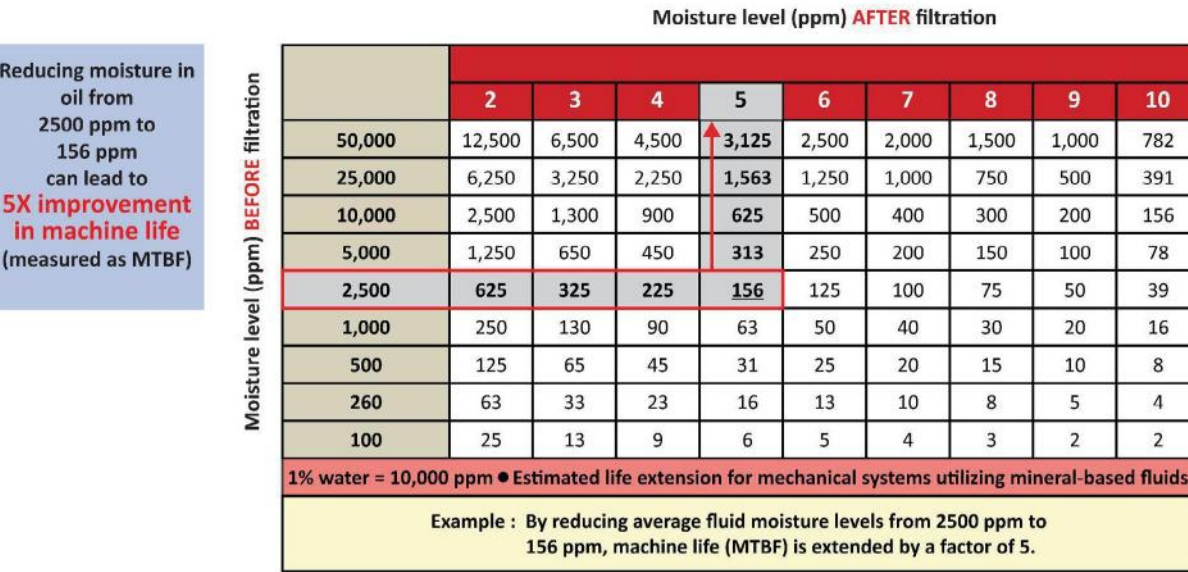 Moisture level (ppm) AFTER filtration
Reducing moisture in
oil from
2500 ppm to
156 ppm
can lead to
5X improvement
in machine life
(measured as MTBF)
Moisture level (ppm) BEFORE filtration
2 3 4 5 6 7 8 9 10
50,000 12,500 6,500 4,500 3,125 2,500 2,000 1,500 1,000 782
25,000 6,250 3,250 2,250 1,563 1,250 1,000 750 500 391
10,000 2,500 1,300 900 625 500 400 300 200 156
5,000 1,250 650 450 313 250 200 150 100 78
2,500 625 325 225 156 125 100 75 50 39
1,000 250 130 90 63 50 40 30 20 16
500 125 65 45 31 25 20 15 10 8
260 63 33 23 16 13 10 8 5 4
100 25 13 9 6 5 4 3 2 2
1% water = 10,000 ppm ● Estimated life extension for mechanical systems utilizing mineral-based fluids
Example : By reducing average fluid moisture levels from 2500 ppm to
156 ppm, machine life (MTBF) is extended by a factor of 5.